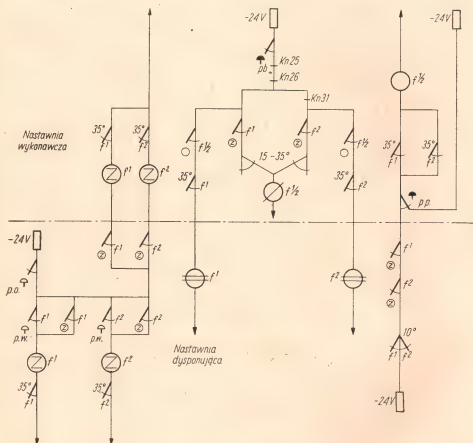 -24V
-24V
-24V
Kn25
pb.
Kn26
Kn31
f½
f½
35°
f¹
35°
f²
f¹
f²
f½
35°
f¹
35°
f²
Nastawnia
wykonawcza
Z
f¹
Z
f²
Z
Z
15-35°
35°
f¹
35°
f²
f½
p.p.
-24V
f¹
Z
f²
Z
f¹
Z
f¹
f²
f²
Z
p.o.
f¹
p.w.
f¹
Z
f²
p.w.
f²
Z
Nastawnia
dysponująca
10°
f¹
f²
Z
f¹
Z
f²
35°
f¹
35°
f²
-24V